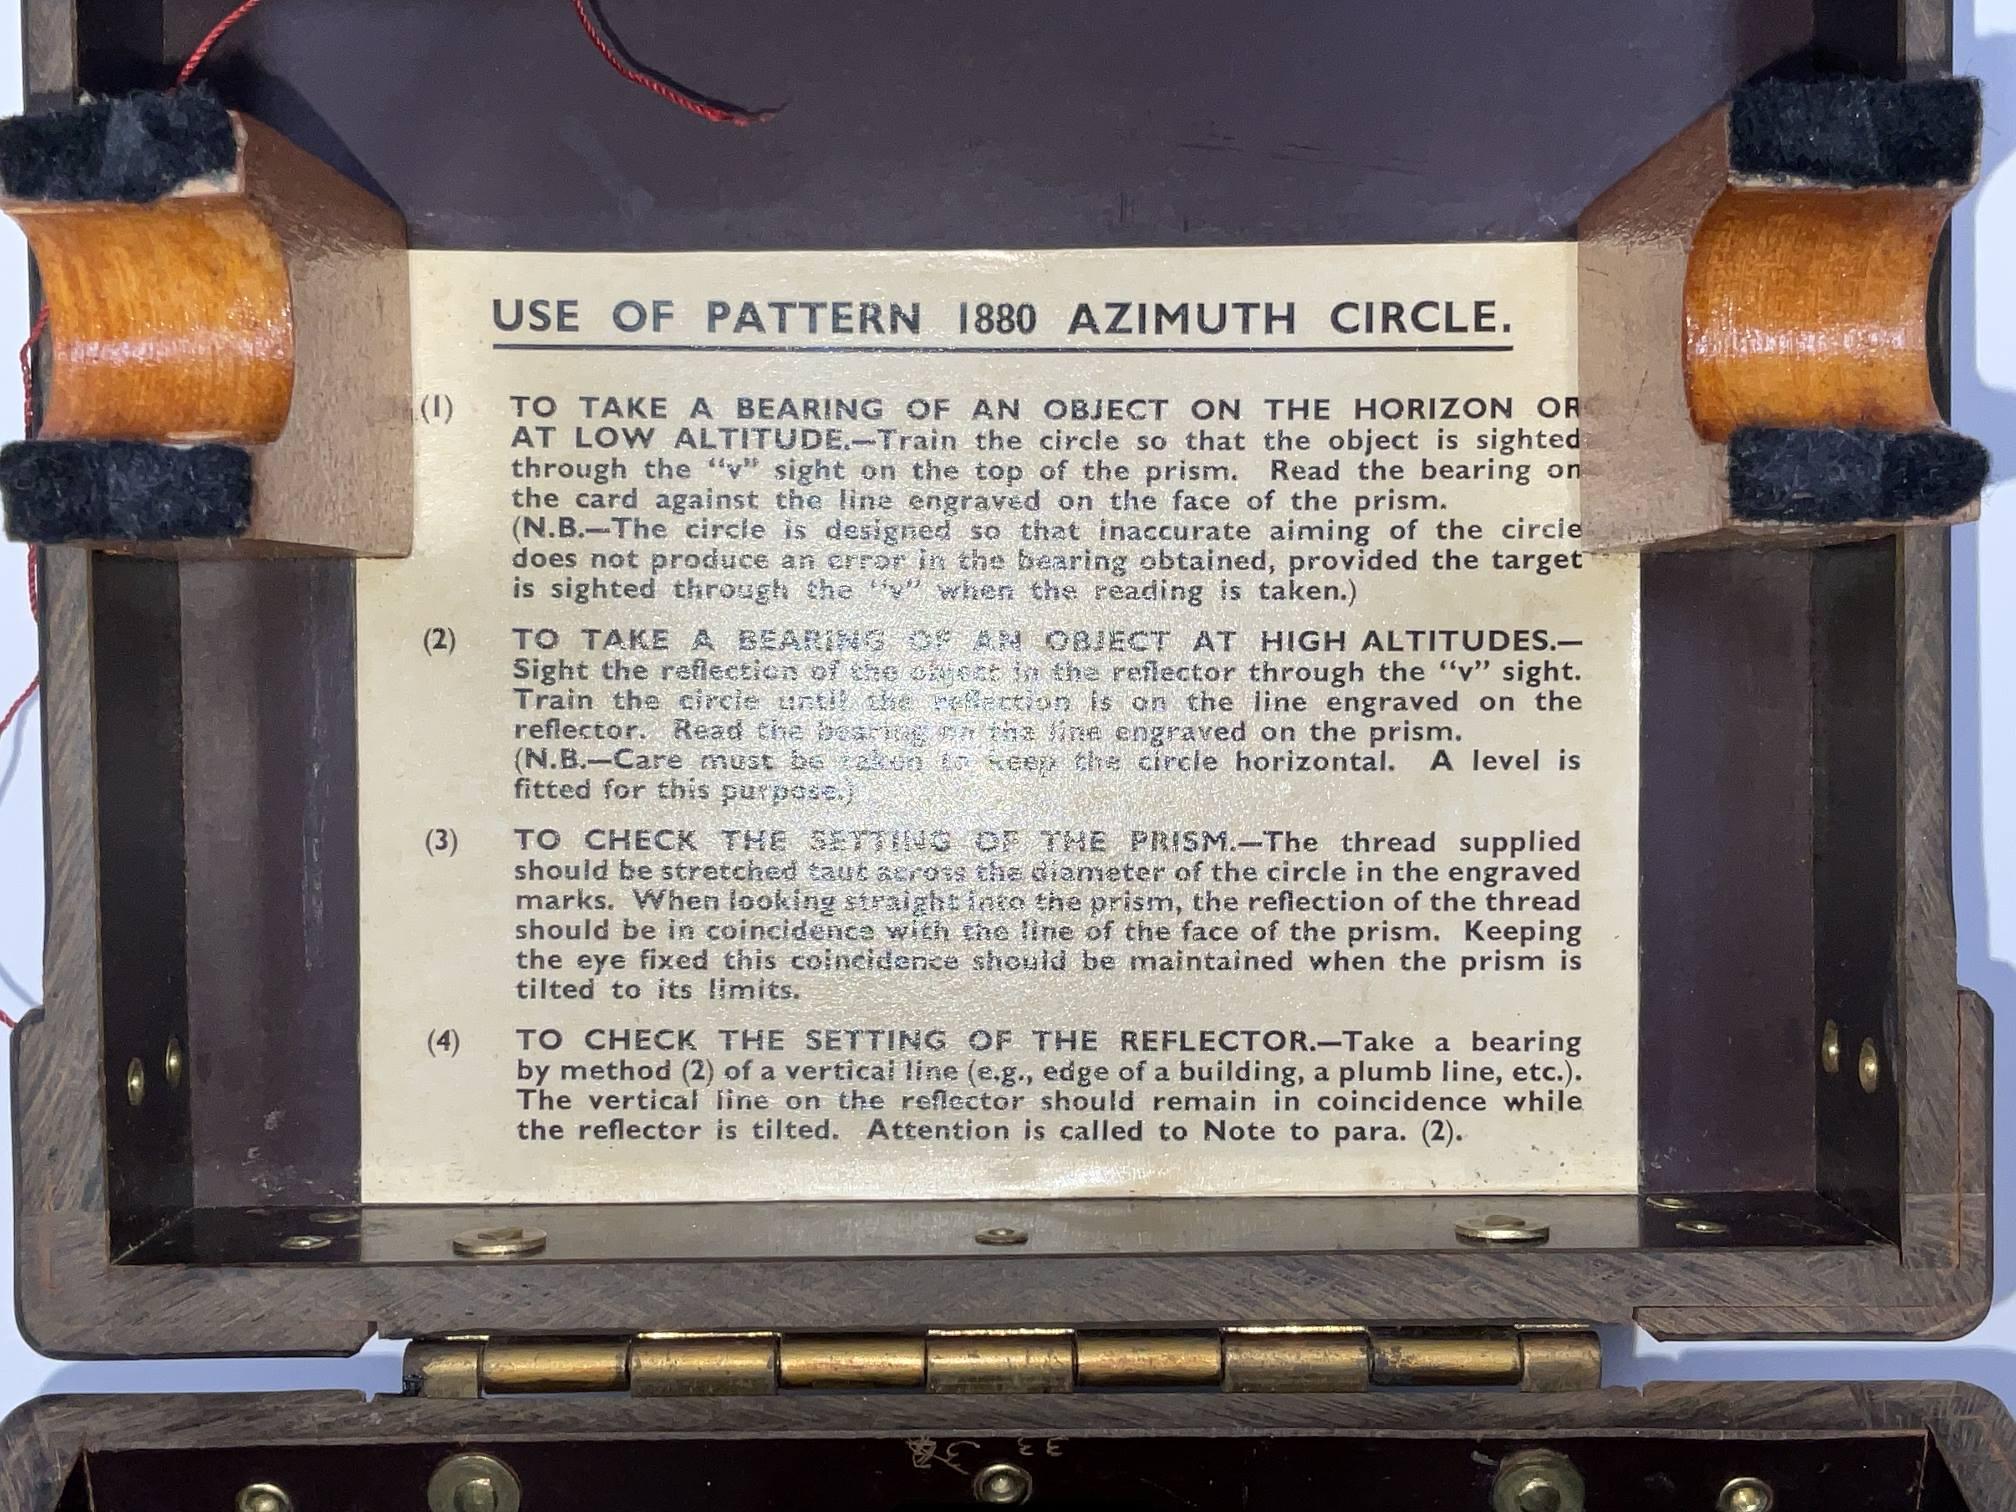 USE OF PATTERN 1880 AZIMUTH CIRCLE.
(1) TO TAKE A BEARING OF AN OBJECT ON THE HORIZON OR
AT LOW ALTITUDE.—Train the circle so that the object is sighted
through the “v” sight on the top of the prism. Read the bearing on
the card against the line engraved on the face of the prism.
(N.B.—The circle is designed so that inaccurate aiming of the circle
does not produce an error in the bearing obtained, provided the target
is sighted through the “v” when the reading is taken.)
(2) TO TAKE A BEARING OF AN OBJECT AT HIGH ALTITUDES.—
Sight the reflection of the object in the reflector through the “v” sight.
Train the circle until the reflection is on the line engraved on the
reflector. Read the bearing on the line engraved on the prism.
(N.B.—Care must be taken to keep the circle horizontal. A level is
fitted for this purpose.)
(3) TO CHECK THE SETTING OF THE PRISM.—The thread supplied
should be stretched taut across the diameter of the circle in the engraved
marks. When looking straight into the prism, the reflection of the thread
should be in coincidence with the line of the face of the prism. Keeping
the eye fixed this coincidence should be maintained when the prism is
tilted to its limits.
(4) TO CHECK THE SETTING OF THE REFLECTOR.—Take a bearing
by method (2) of a vertical line (e.g., edge of a building, a plumb line, etc.).
The vertical line on the reflector should remain in coincidence while
the reflector is tilted. Attention is called to Note to para. (2).